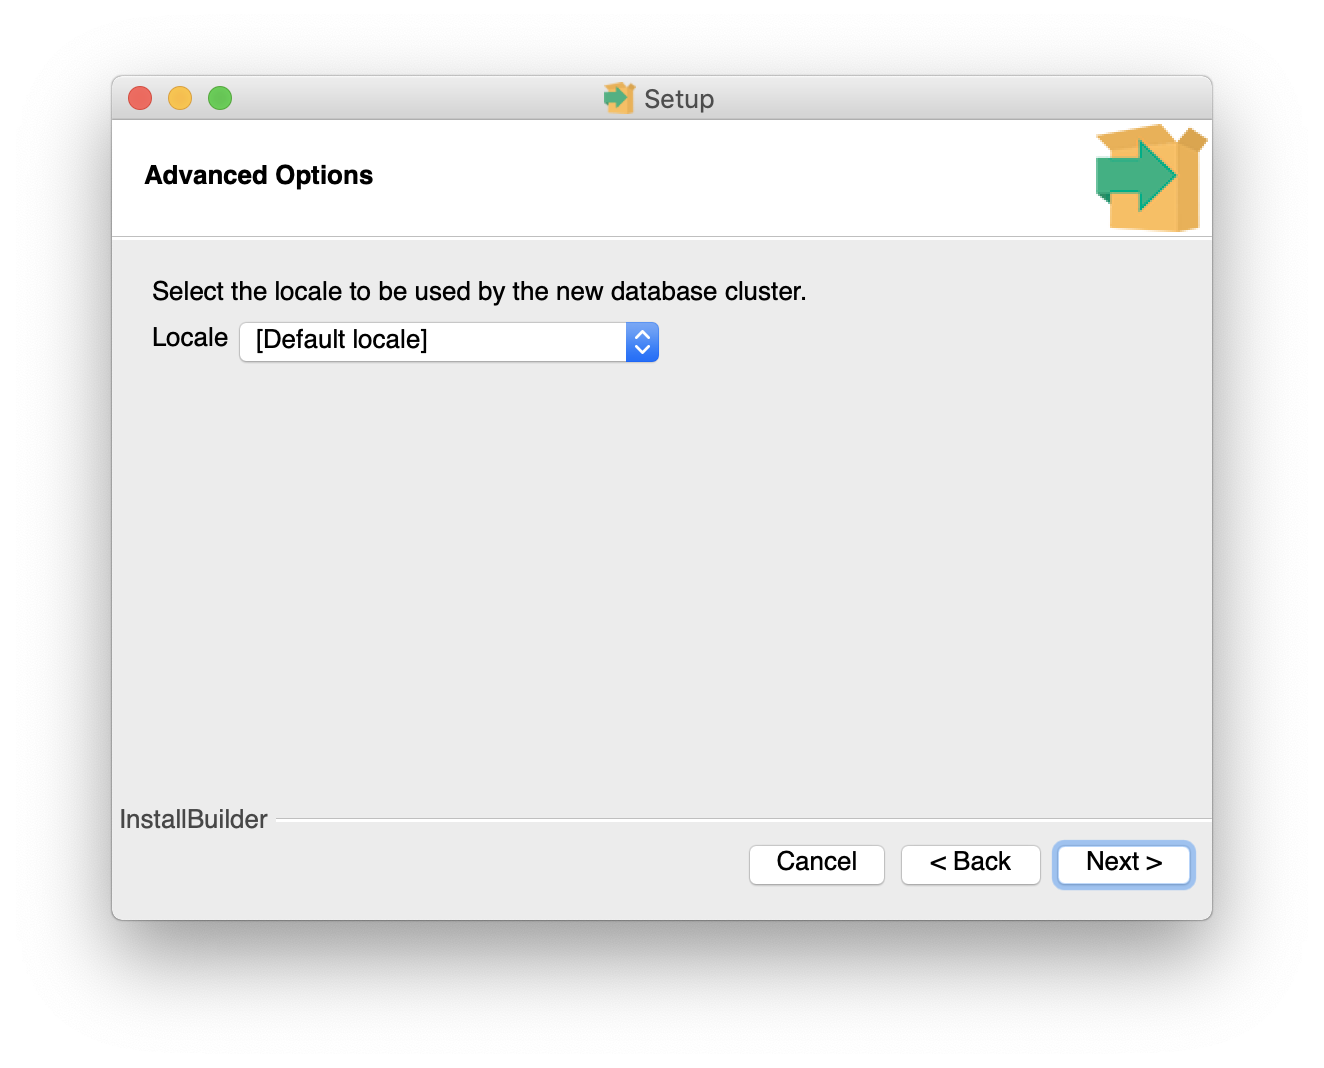 Setup
Advanced Options
Select the locale to be used by the new database cluster.
Locale [Default locale]
InstallBuilder
Cancel < Back Next >